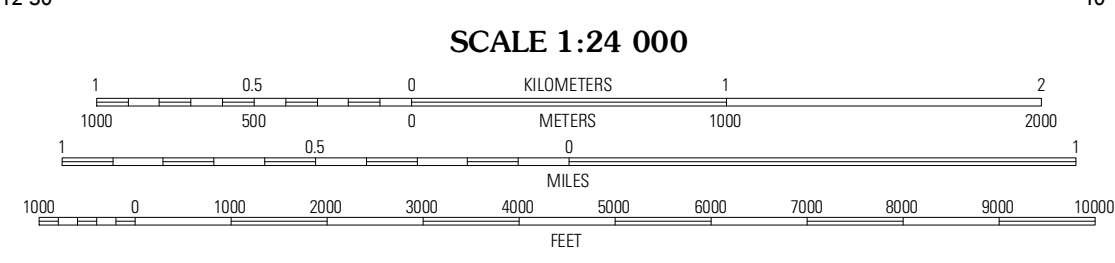 SCALE 1:24 000
1 0.5 0 KILOMETERS 1 2
1000 500 0 METERS 1000 2000
1 0.5 0 1
MILES
1000 0 1000 2000 3000 4000 5000 6000 7000 8000 9000 10000
FEET